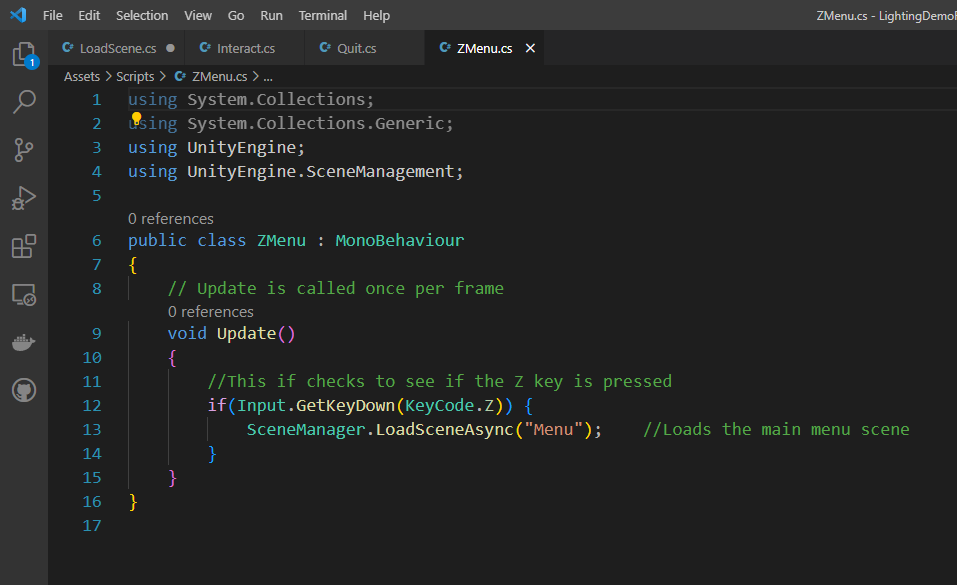 File Edit Selection View Go Run Terminal Help ZMenu.cs - LightingDemoF
1
C# LoadScene.cs C# Interact.cs C# Quit.cs C# ZMenu.cs
Assets > Scripts > C# ZMenu.cs > ...
1 using System.Collections;
2 using System.Collections.Generic;
3 using UnityEngine;
4 using UnityEngine.SceneManagement;
5
0 references
6 public class ZMenu : MonoBehaviour
7 {
8 // Update is called once per frame
0 references
9 void Update()
10 {
11 //This if checks to see if the Z key is pressed
12 if(Input.GetKeyDown(KeyCode.Z)) {
13 SceneManager.LoadSceneAsync("Menu"); //Loads the main menu scene
14 }
15 }
16 }
17